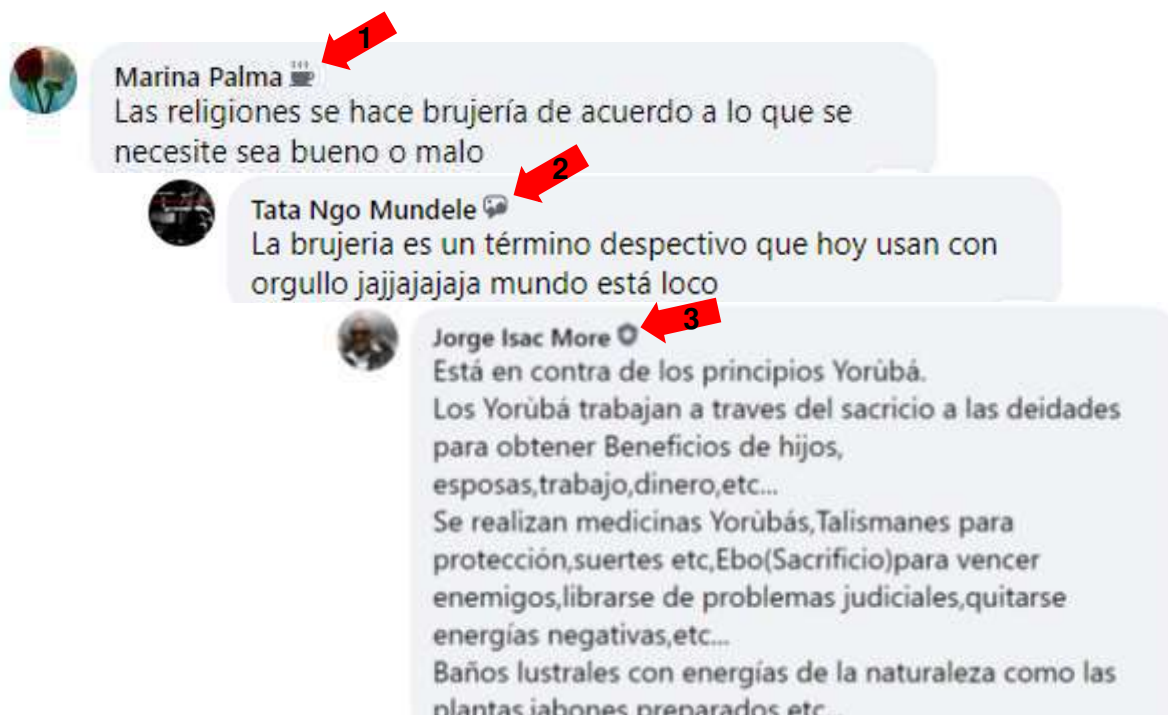 1
Marina Palma
Las religiones se hace brujería de acuerdo a lo que se
necesite sea bueno o malo
2
Tata Ngo Mundele
La brujeria es un término despectivo que hoy usan con
orgullo jajjajajaja mundo está loco
3
Jorge Isac More
Está en contra de los principios Yorùbá.
Los Yorùbá trabajan a traves del sacricio a las deidades
para obtener Beneficios de hijos,
esposas,trabajo,dinero,etc...
Se realizan medicinas Yorùbás,Talismanes para
protección,suertes etc,Ebo(Sacrificio)para vencer
enemigos,librarse de problemas judiciales,quitarse
energías negativas,etc...
Baños lustrales con energías de la naturaleza como las
plantas,jabones preparados,etc...